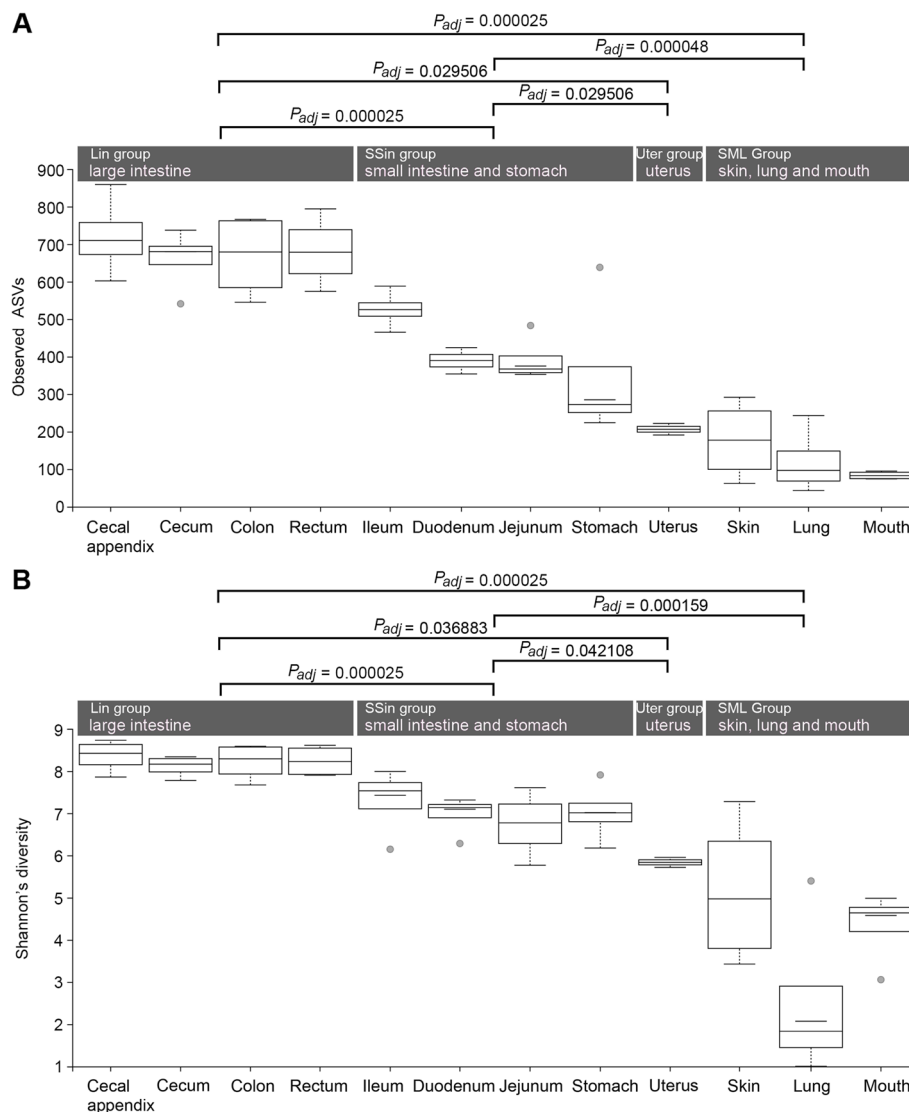 A
Padj = 0.000025
Padj = 0.000048
Padj = 0.029506
Padj = 0.029506
Padj = 0.000025
Lin group
large intestine
SSin group
small intestine and stomach
Uter group
uterus
SML Group
skin, lung and mouth
Observed ASVs
900
800
700
600
500
400
300
200
100
0
Cecal appendix Cecum Colon Rectum Ileum Duodenum Jejunum Stomach Uterus Skin Lung Mouth
B
Padj = 0.000025
Padj = 0.000159
Padj = 0.036883
Padj = 0.042108
Padj = 0.000025
Lin group
large intestine
SSin group
small intestine and stomach
Uter group
uterus
SML Group
skin, lung and mouth
Shannon's diversity
9
8
7
6
5
4
3
2
1
Cecal appendix Cecum Colon Rectum Ileum Duodenum Jejunum Stomach Uterus Skin Lung Mouth